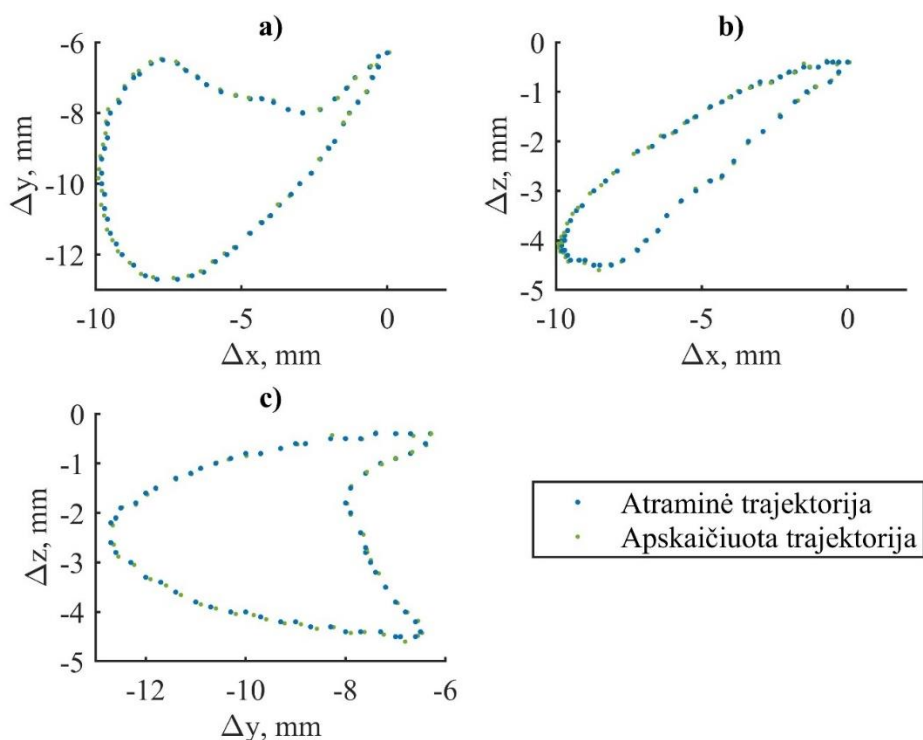 a)
-6
-8
-10
-12
Δy, mm
-10
-5
0
Δx, mm
b)
0
-1
-2
-3
-4
-5
Δz, mm
-10
-5
0
Δx, mm
c)
0
-1
-2
-3
-4
-5
Δz, mm
-12
-10
-8
-6
Δy, mm
Atraminė trajektorija
Apskaičiuota trajektorija